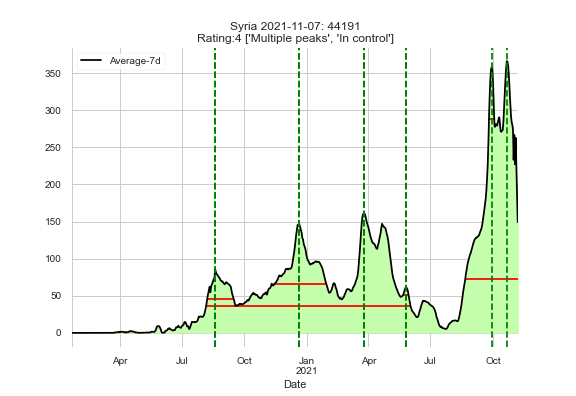 Syria 2021-11-07: 44191
Rating:4 ['Multiple peaks', 'In control']
Average-7d
350
300
250
200
150
100
50
0
Apr Jul Oct Jan Apr Jul Oct
2021
Date